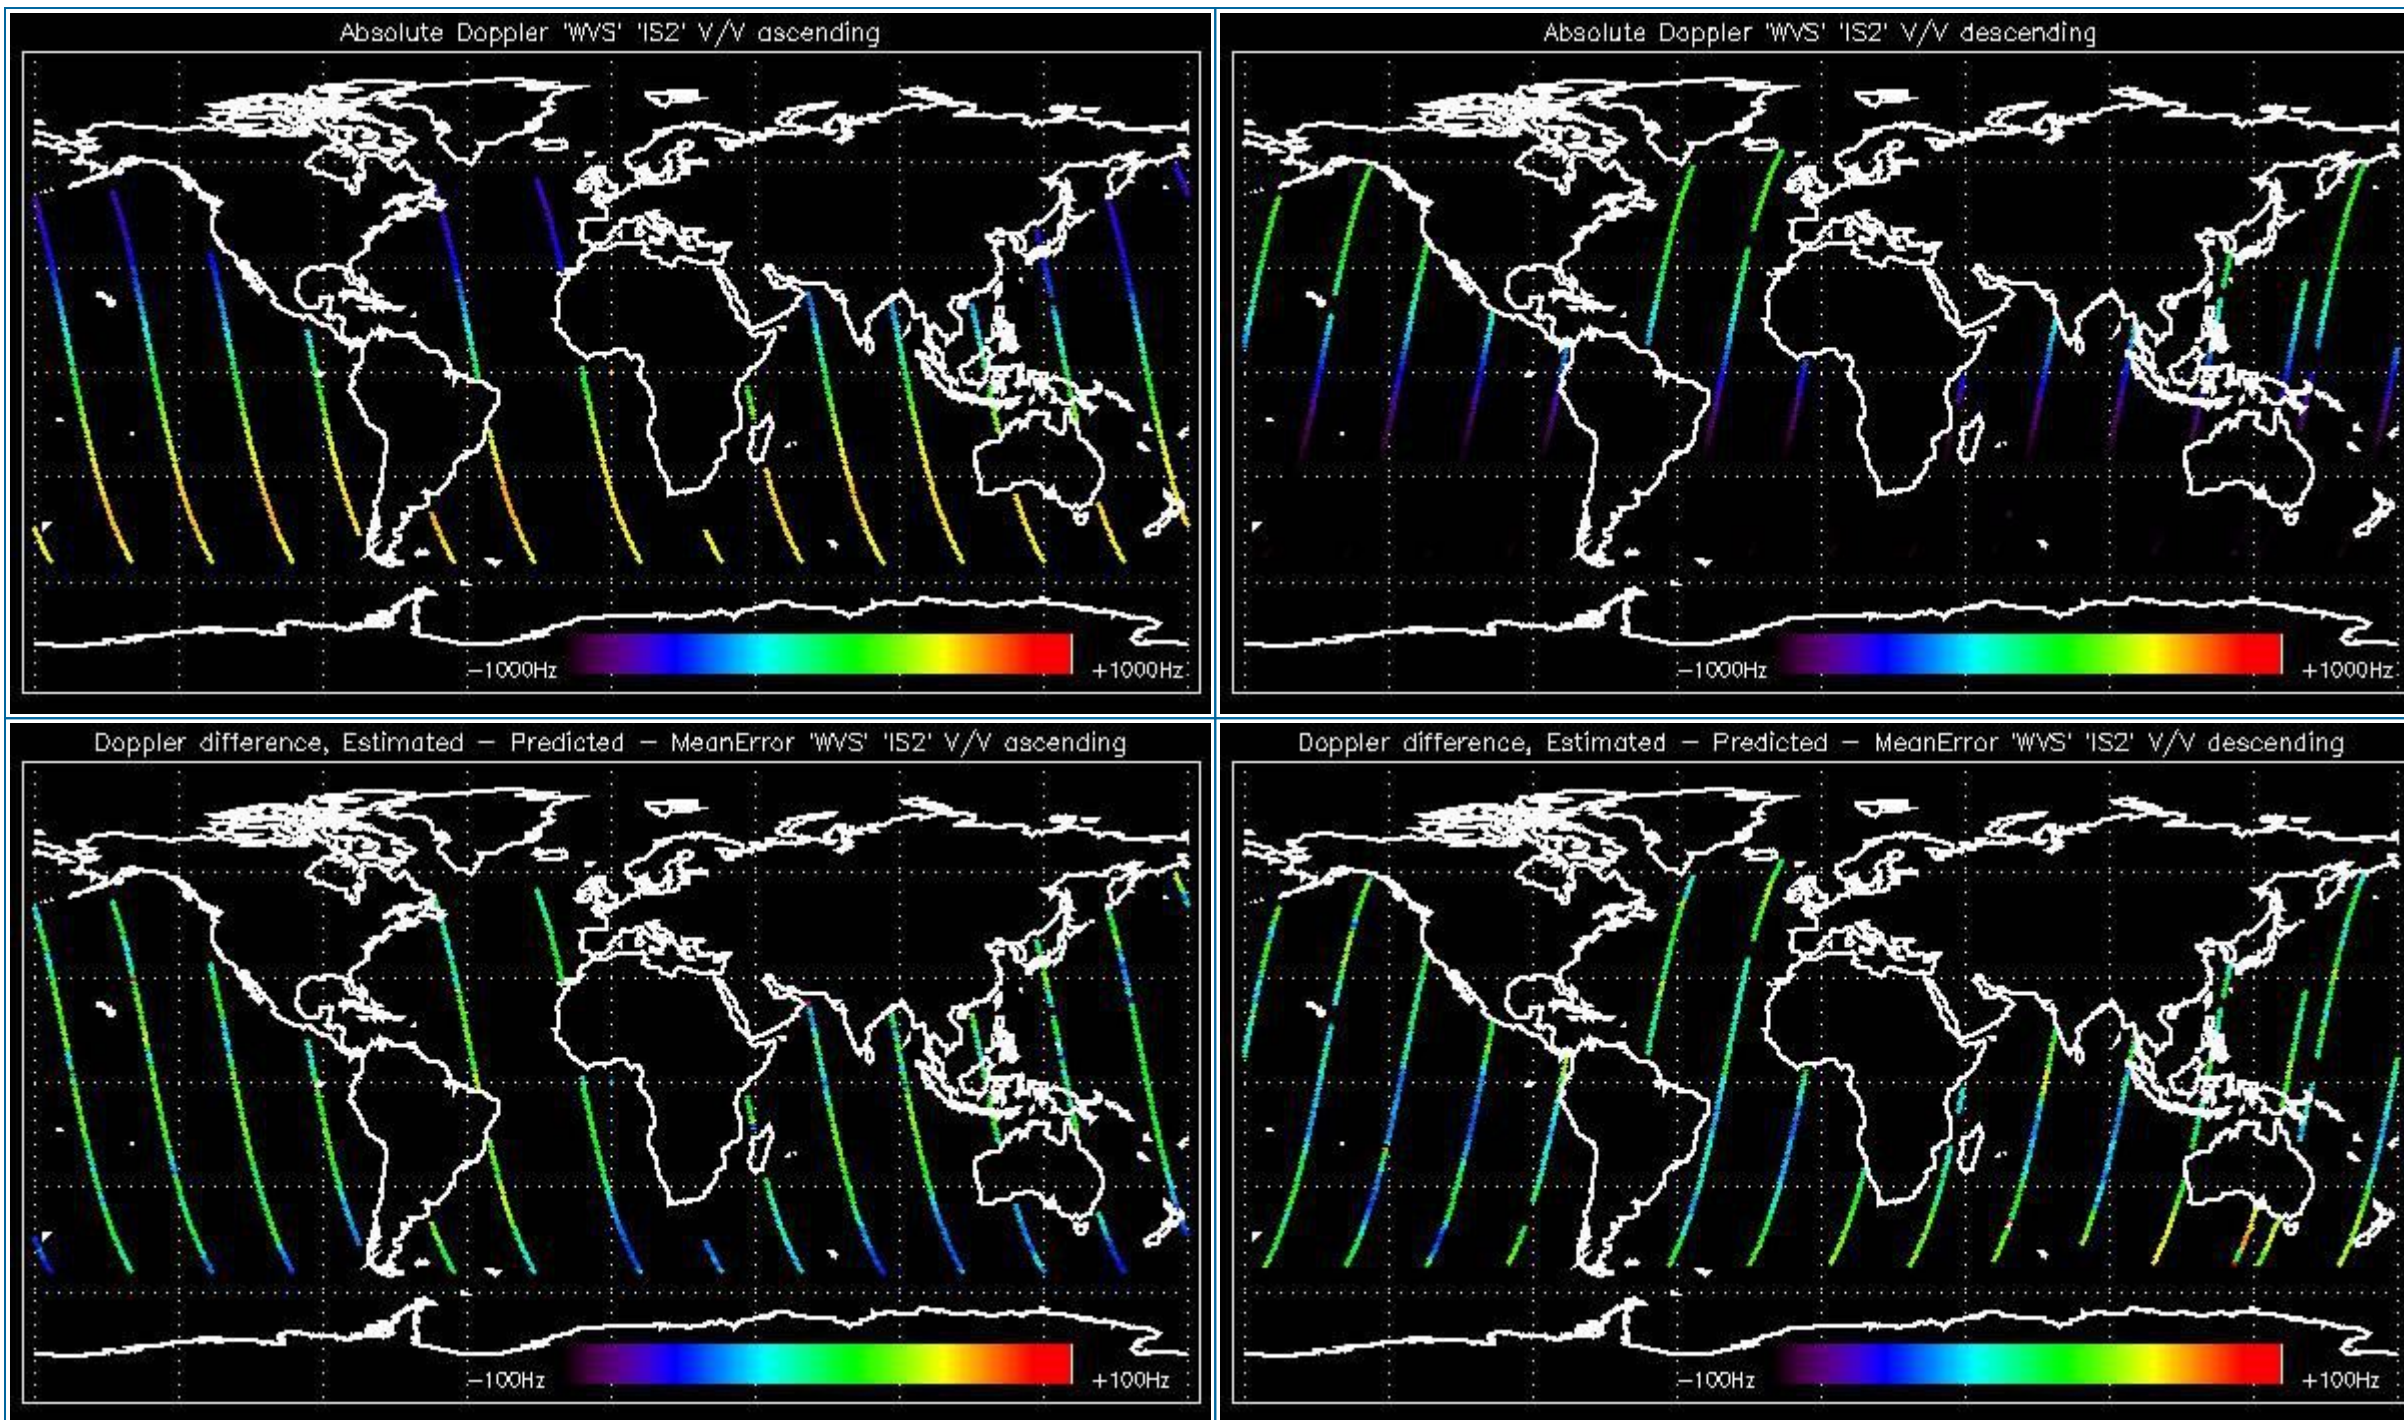 Absolute Doppler 'WVS' 'IS2' V/V ascending
−1000Hz
+1000Hz
Absolute Doppler 'WVS' 'IS2' V/V descending
−1000Hz
+1000Hz
Doppler difference, Estimated − Predicted − MeanError 'WVS' 'IS2' V/V ascending
−100Hz
+100Hz
Doppler difference, Estimated − Predicted − MeanError 'WVS' 'IS2' V/V descending
−100Hz
+100Hz